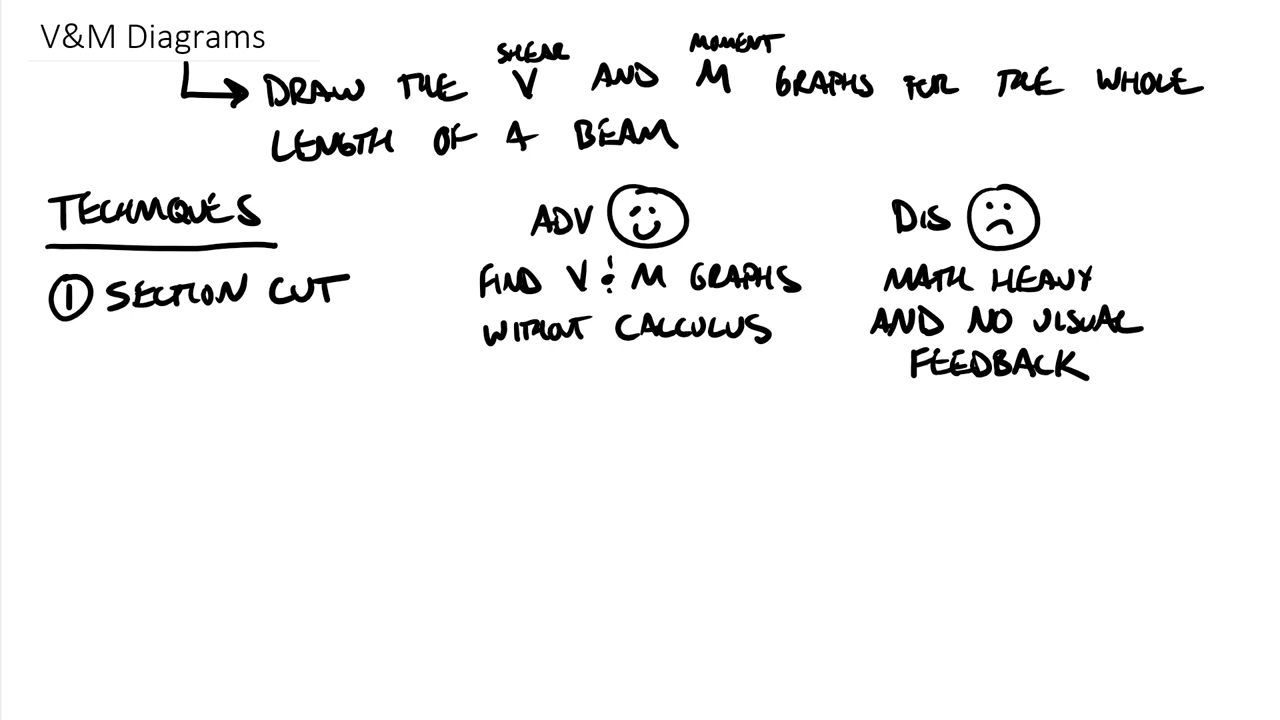 V&M Diagrams
SHEAR MOMENT
DRAW THE V AND M GRAPHS FOR THE WHOLE
LENGTH OF A BEAM
TECHNIQUES ADV DIS
① SECTION CUT FIND V & M GRAPHS MATH HEAVY
WITHOUT CALCULUS AND NO VISUAL
FEEDBACK